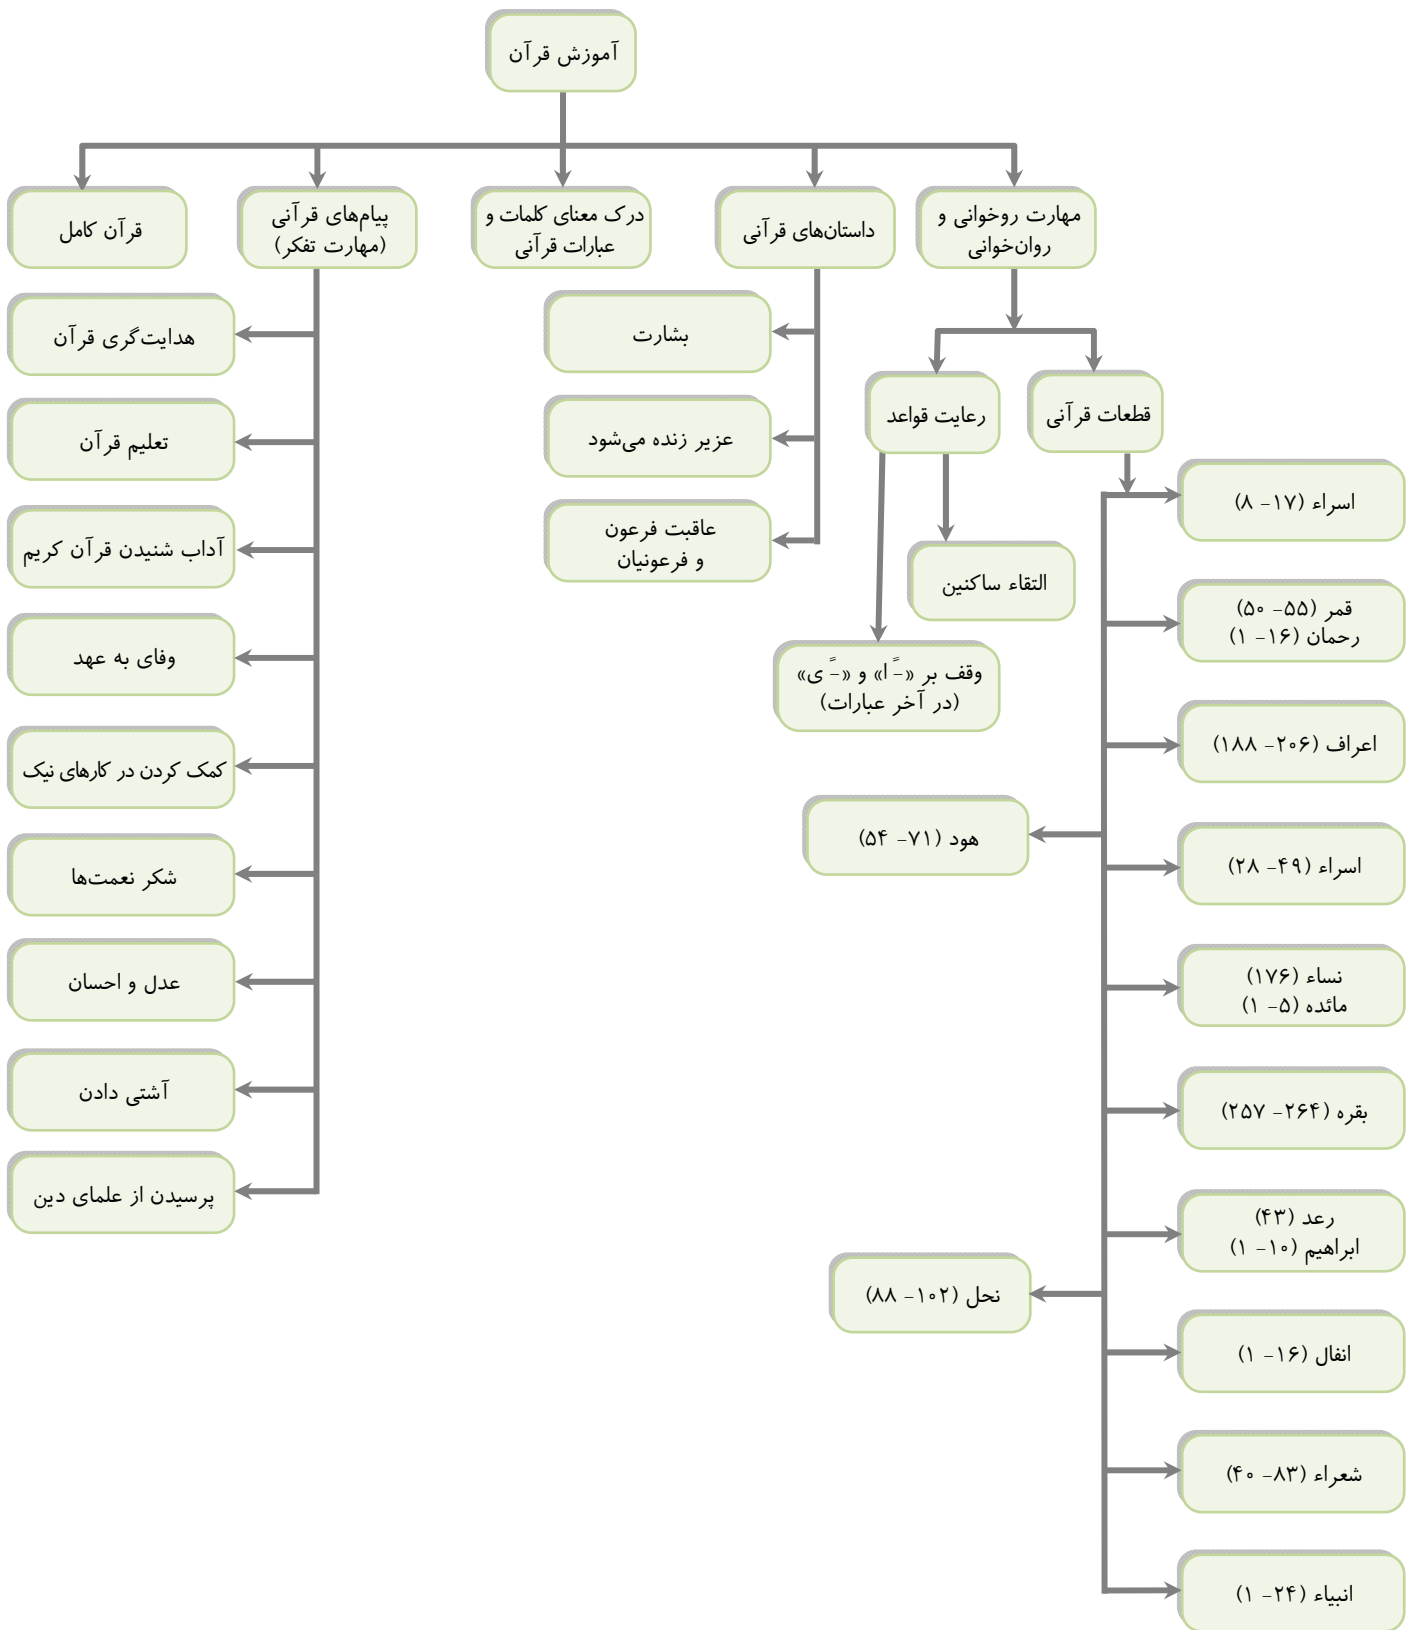 آموزش قرآن
مهارت روخوانی و
روان‌خوانی
داستان‌های قرآنی
درک معنای کلمات و
عبارات قرآنی
پیام‌های قرآنی
(مهارت تفکر)
قرآن کامل
قطعات قرآنی
رعایت قواعد
اسراء (۱۷- ۸)
قمر (۵۵- ۵۰)
رحمان (۱۶- ۱)
اعراف (۲۰۶- ۱۸۸)
هود (۷۱- ۵۴)
اسراء (۴۹- ۲۸)
نساء (۱۷۶)
مائده (۵- ۱)
بقره (۲۶۴- ۲۵۷)
رعد (۴۳)
ابراهیم (۱۰- ۱)
نحل (۱۰۲- ۸۸)
انفال (۱۶- ۱)
شعراء (۸۳- ۴۰)
انبیاء (۲۴- ۱)
التقاء ساکنین
وقف بر «-ً ا» و «-ً ی»
(در آخر عبارات)
بشارت
عزیر زنده می‌شود
عاقبت فرعون
و فرعونیان
هدایت‌گری قرآن
تعلیم قرآن
آداب شنیدن قرآن کریم
وفای به عهد
کمک کردن در کارهای نیک
شکر نعمت‌ها
عدل و احسان
آشتی دادن
پرسیدن از علمای دین